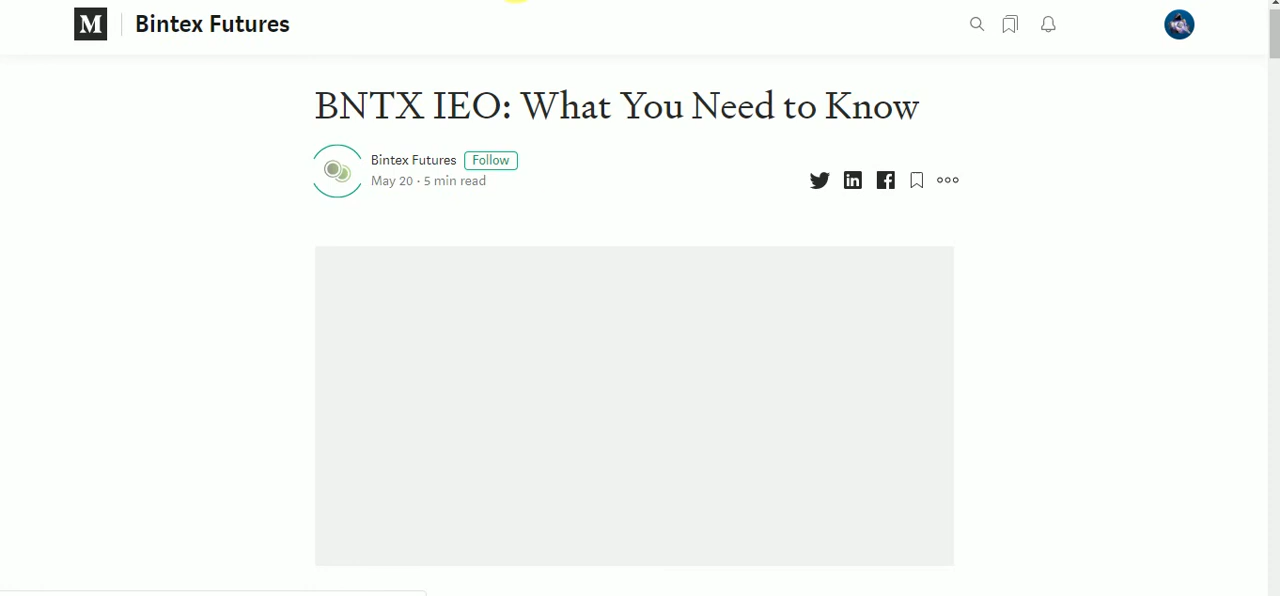 M Bintex Futures
BNTX IEO: What You Need to Know
Bintex Futures Follow
May 20 · 5 min read